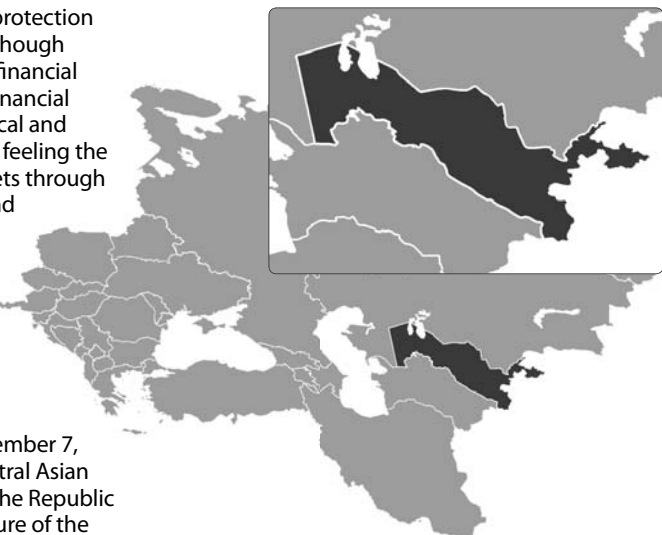 protection
hough
financial
nancial
cal and
feeling the
ets through
nd
ember 7,
tral Asian
he Republic
ure of the